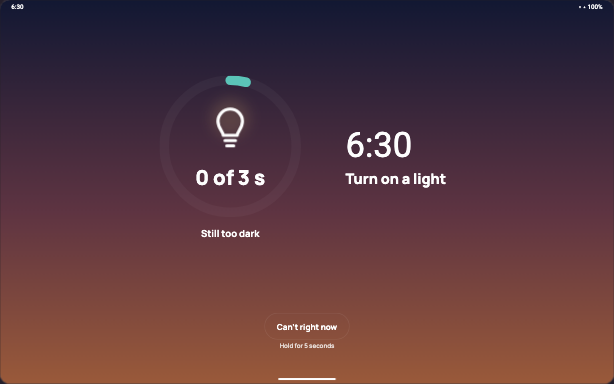 6:30
100%
0 of 3 s
Still too dark
6:30
Turn on a light
Can't right now
Hold for 5 seconds